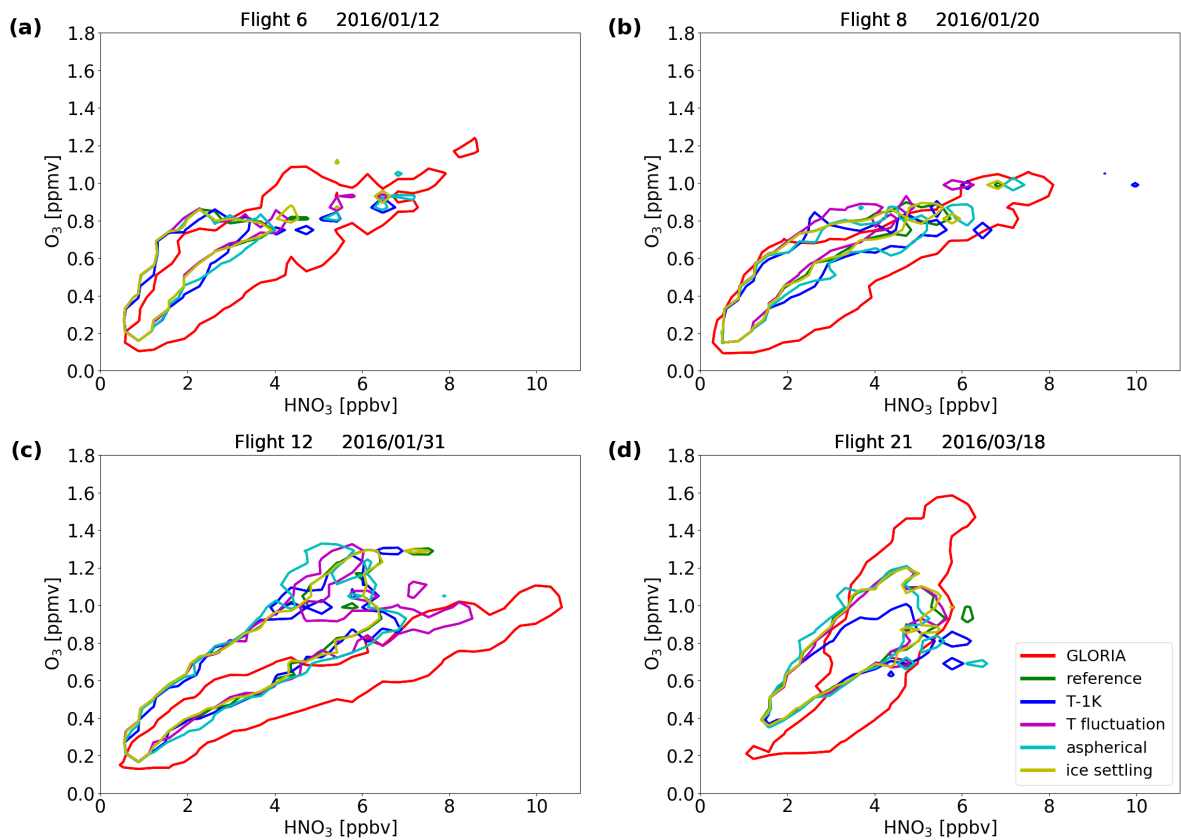 (a)
Flight 6 2016/01/12
1.8
1.6
1.4
1.2
1.0
0.8
0.6
0.4
0.2
0.0
O₃ [ppmv]
0 2 4 6 8 10
HNO₃ [ppbv]
(b)
Flight 8 2016/01/20
1.8
1.6
1.4
1.2
1.0
0.8
0.6
0.4
0.2
0.0
O₃ [ppmv]
0 2 4 6 8 10
HNO₃ [ppbv]
(c)
Flight 12 2016/01/31
1.8
1.6
1.4
1.2
1.0
0.8
0.6
0.4
0.2
0.0
O₃ [ppmv]
0 2 4 6 8 10
HNO₃ [ppbv]
(d)
Flight 21 2016/03/18
1.8
1.6
1.4
1.2
1.0
0.8
0.6
0.4
0.2
0.0
O₃ [ppmv]
0 2 4 6 8 10
HNO₃ [ppbv]
GLORIA
reference
T-1K
T fluctuation
aspherical
ice settling